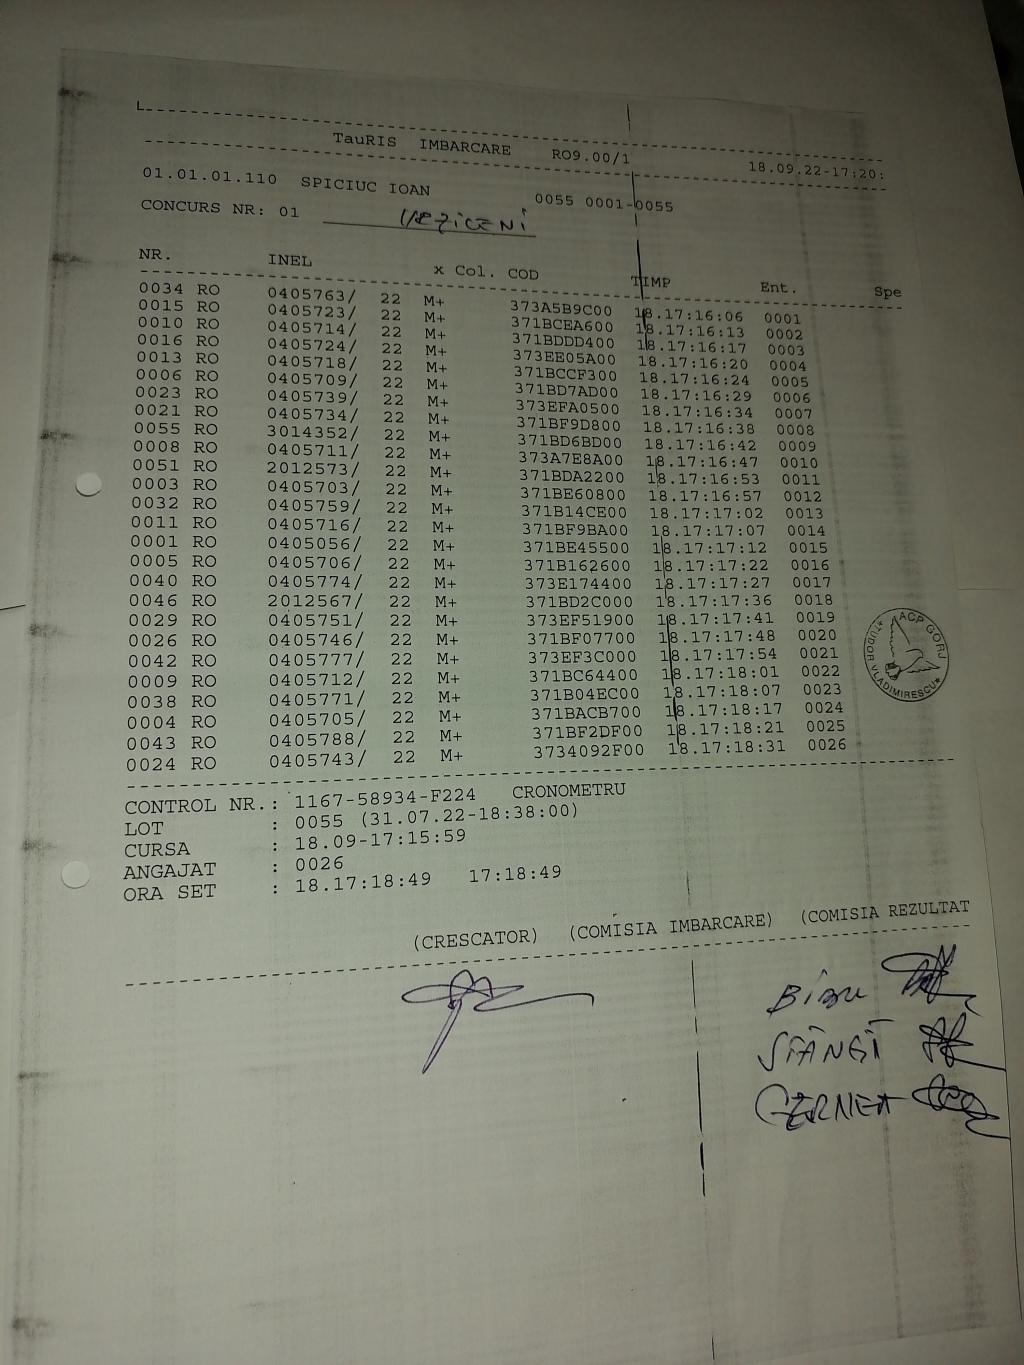 L
TauRIS IMBARCARE RO9.00/1 18.09.22-17:20:
01.01.01.110 SPICIUC IOAN 0055 0001-0055
CONCURS NR: 01
NR. INEL x Col. COD TIMP Ent. Spe
0034 RO 0405763/ 22 M+ 373A5B9C00 18.17:16:06 0001
0015 RO 0405723/ 22 M+ 371BCEA600 18.17:16:13 0002
0010 RO 0405714/ 22 M+ 371BDDD400 18.17:16:17 0003
0016 RO 0405724/ 22 M+ 373EE05A00 18.17:16:20 0004
0013 RO 0405718/ 22 M+ 371BCCF300 18.17:16:24 0005
0006 RO 0405709/ 22 M+ 371BD7AD00 18.17:16:29 0006
0023 RO 0405739/ 22 M+ 373EFA0500 18.17:16:34 0007
0021 RO 0405734/ 22 M+ 371BF9D800 18.17:16:38 0008
0055 RO 3014352/ 22 M+ 371BD6BD00 18.17:16:42 0009
0008 RO 0405711/ 22 M+ 373A7E8A00 18.17:16:47 0010
0051 RO 2012573/ 22 M+ 371BDA2200 18.17:16:53 0011
0003 RO 0405703/ 22 M+ 371BE60800 18.17:16:57 0012
0032 RO 0405759/ 22 M+ 371B14CE00 18.17:17:02 0013
0011 RO 0405716/ 22 M+ 371BF9BA00 18.17:17:07 0014
0001 RO 0405056/ 22 M+ 371BE45500 18.17:17:12 0015
0005 RO 0405706/ 22 M+ 371B162600 18.17:17:22 0016
0040 RO 0405774/ 22 M+ 373E174400 18.17:17:27 0017
0046 RO 2012567/ 22 M+ 371BD2C000 18.17:17:36 0018
0029 RO 0405751/ 22 M+ 373EF51900 18.17:17:41 0019
0026 RO 0405746/ 22 M+ 371BF07700 18.17:17:48 0020
0042 RO 0405777/ 22 M+ 373EF3C000 18.17:17:54 0021
0009 RO 0405712/ 22 M+ 371BC64400 18.17:18:01 0022
0038 RO 0405771/ 22 M+ 371B04EC00 18.17:18:07 0023
0004 RO 0405705/ 22 M+ 371BACB700 18.17:18:17 0024
0043 RO 0405788/ 22 M+ 371BF2DF00 18.17:18:21 0025
0024 RO 0405743/ 22 M+ 3734092F00 18.17:18:31 0026
ACP GORJ
*TUDOR VLADIMIRESCU*
CONTROL NR.: 1167-58934-F224 CRONOMETRU
LOT : 0055 (31.07.22-18:38:00)
CURSA : 18.09-17:15:59
ANGAJAT : 0026
ORA SET : 18.17:18:49 17:18:49
(CRESCATOR) (COMISIA IMBARCARE) (COMISIA REZULTAT
STÂNGĂ
CERNEA